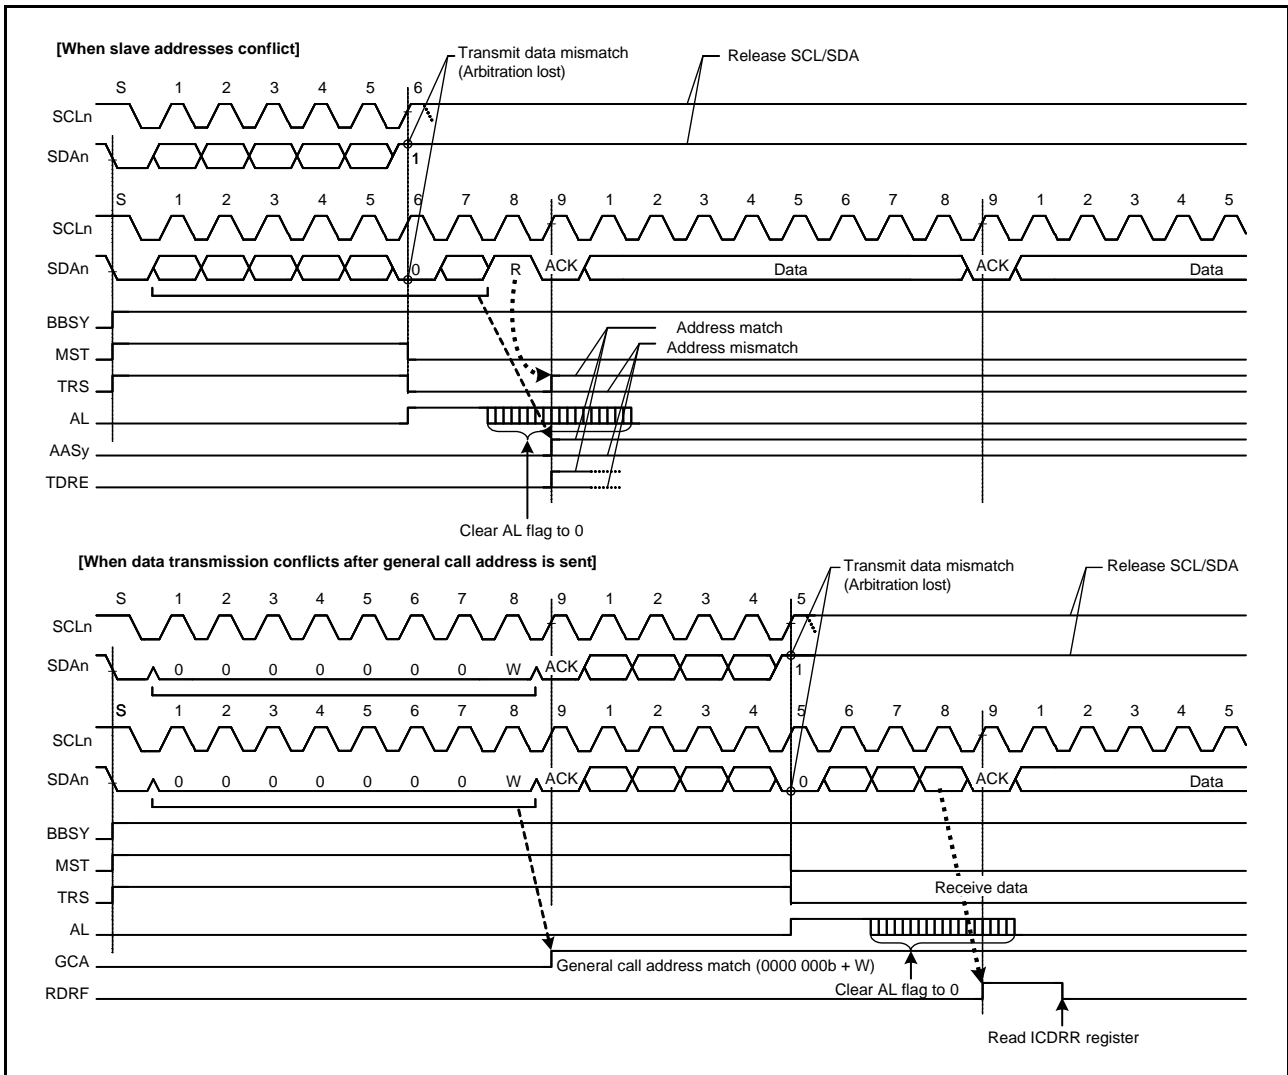 [When slave addresses conflict]
Transmit data mismatch
(Arbitration lost)
Release SCL/SDA
S 1 2 3 4 5 6
SCLn
SDAn
1
S 1 2 3 4 5 6 7 8 9 1 2 3 4 5 6 7 8 9 1 2 3 4 5
SCLn
SDAn 0 R ACK Data ACK Data
BBSY
Address match
MST
Address mismatch
TRS
AL
AASy
TDRE
Clear AL flag to 0
[When data transmission conflicts after general call address is sent]
Transmit data mismatch
(Arbitration lost)
Release SCL/SDA
S 1 2 3 4 5 6 7 8 9 1 2 3 4 5
SCLn
SDAn 0 0 0 0 0 0 0 W ACK 1
S 1 2 3 4 5 6 7 8 9 1 2 3 4 5 6 7 8 9 1 2 3 4 5
SCLn
SDAn 0 0 0 0 0 0 0 W ACK 0 ACK Data
BBSY
MST
TRS
Receive data
AL
GCA
General call address match (0000 000b + W)
Clear AL flag to 0
RDRF
Read ICDRR register